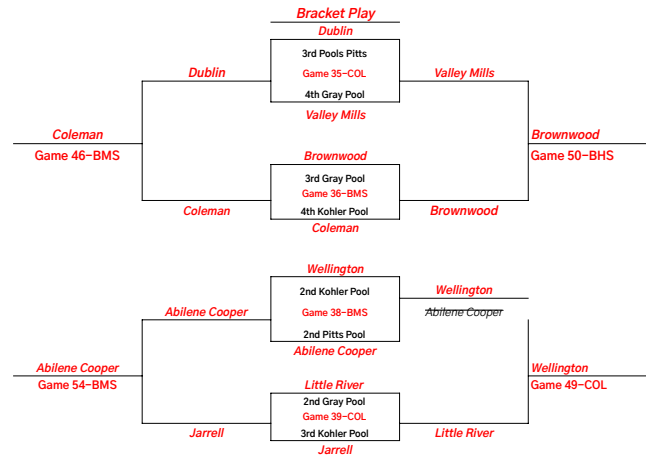 Bracket Play
Dublin
3rd Pools Pitts
Dublin
Game 35-COL
Valley Mills
4th Gray Pool
Valley Mills
Coleman
Brownwood
Game 46-BMS
Game 50-BHS
Brownwood
3rd Gray Pool
Game 36-BMS
Coleman
4th Kohler Pool
Brownwood
Coleman
Wellington
2nd Kohler Pool
Wellington
Abilene Cooper
Game 38-BMS
Abilene Cooper
2nd Pitts Pool
Abilene Cooper
Abilene Cooper
Wellington
Game 54-BMS
Game 49-COL
Little River
2nd Gray Pool
Game 39-COL
Jarrell
3rd Kohler Pool
Little River
Jarrell